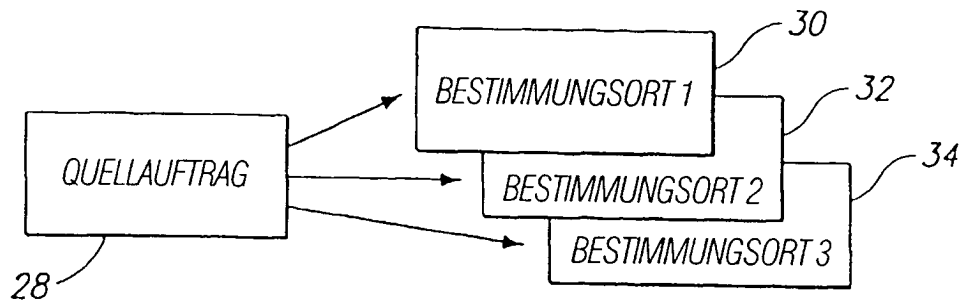 30
BESTIMMUNGSORT 1
32
QUELLAUFTRAG
BESTIMMUNGSORT 2
34
BESTIMMUNGSORT 3
28